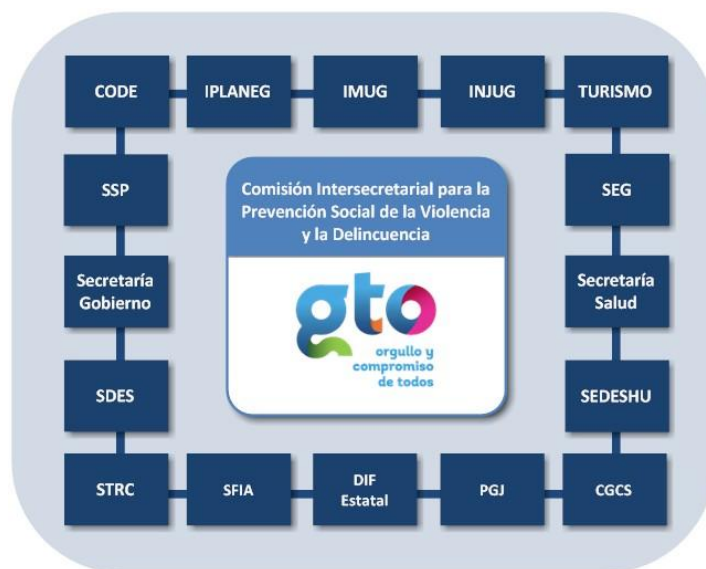 CODE
IPLANEG
IMUG
INJUG
TURISMO
SSP
SEG
Comisión Intersecretarial para la
Prevención Social de la Violencia
y la Delincuencia
Secretaría
Gobierno
Secretaría
Salud
gto
orgullo y
compromiso
de todos
SDES
SEDESHU
STRC
SFIA
DIF
Estatal
PGJ
CGCS